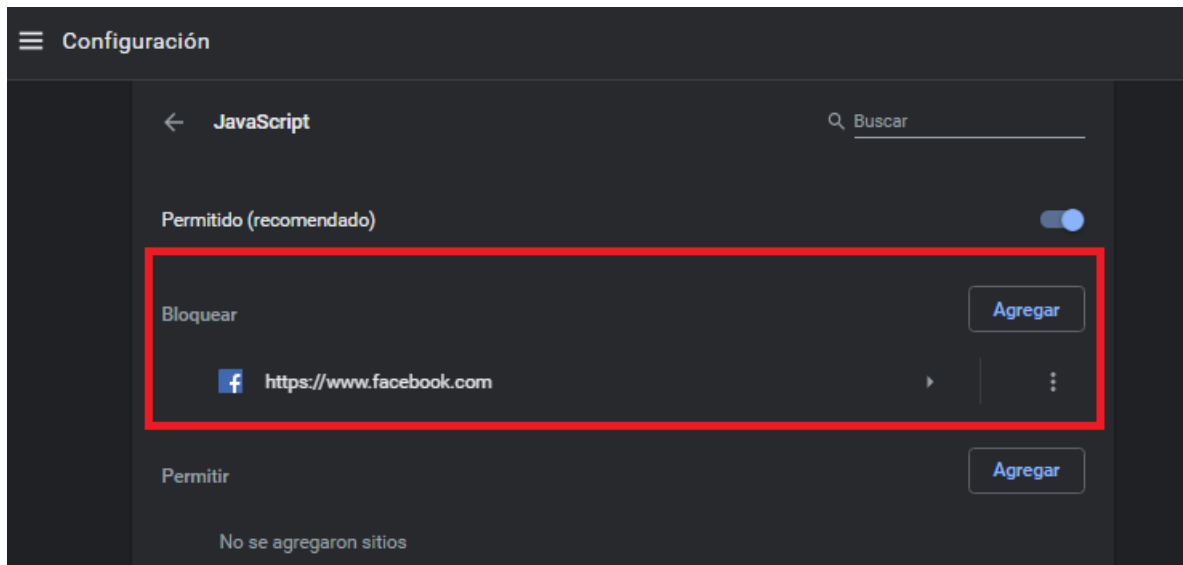 Configuración
JavaScript
Buscar
Permitido (recomendado)
Bloquear
Agregar
https://www.facebook.com
Permitir
Agregar
No se agregaron sitios